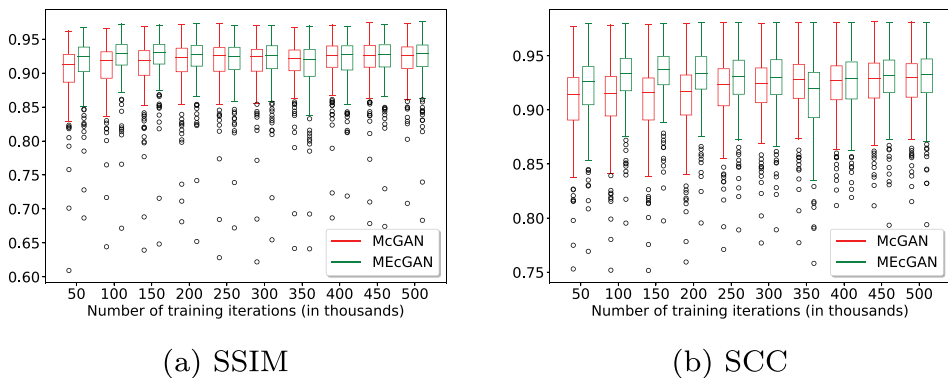 0.95
0.90
0.85
0.80
0.75
0.70
0.65
0.60
McGAN
MEcGAN
50 100 150 200 250 300 350 400 450 500
Number of training iterations (in thousands)
(a) SSIM
0.95
0.90
0.85
0.80
0.75
McGAN
MEcGAN
50 100 150 200 250 300 350 400 450 500
Number of training iterations (in thousands)
(b) SCC